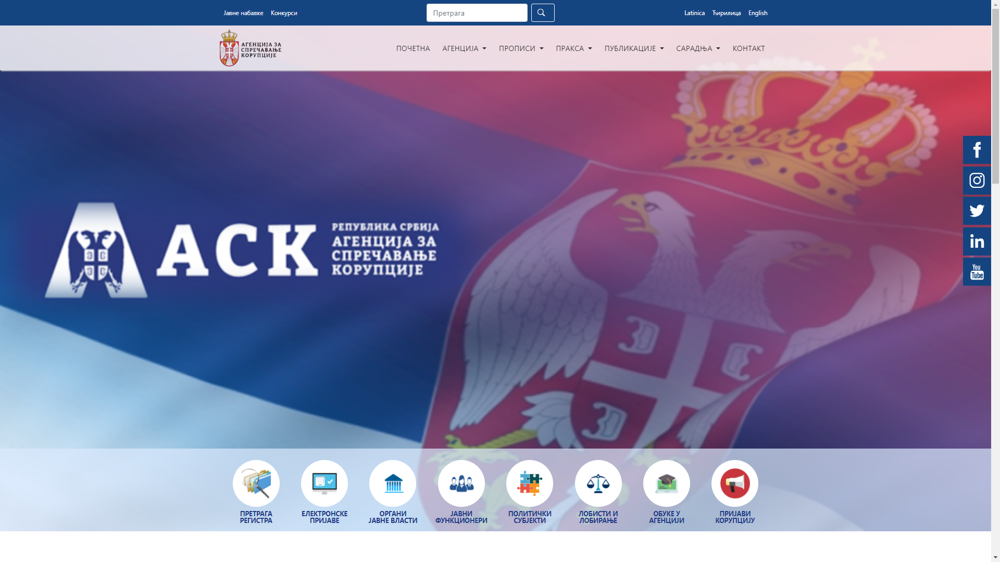 Јавне набавке Конкурси
Претрага
Latinica Ћирилица English
АГЕНЦИЈА ЗА
СПРЕЧАВАЊЕ
КОРУПЦИЈЕ
ПОЧЕТНА АГЕНЦИЈА ПРОПИСИ ПРАКСА ПУБЛИКАЦИЈЕ САРАДЊА КОНТАКТ
АСК
РЕПУБЛИКА СРБИЈА
АГЕНЦИЈА ЗА
СПРЕЧАВАЊЕ
КОРУПЦИЈЕ
You
Tube
ПРЕТРАГА
РЕГИСТРА
ЕЛЕКТРОНСКЕ
ПРИЈАВЕ
ОРГАНИ
ЈАВНЕ ВЛАСТИ
ЈАВНИ
ФУНКЦИОНЕРИ
ПОЛИТИЧКИ
СУБЈЕКТИ
ЛОБИСТИ И
ЛОБИРАЊЕ
ОБУКЕ У
АГЕНЦИЈИ
ПРИЈАВИ
КОРУПЦИЈУ